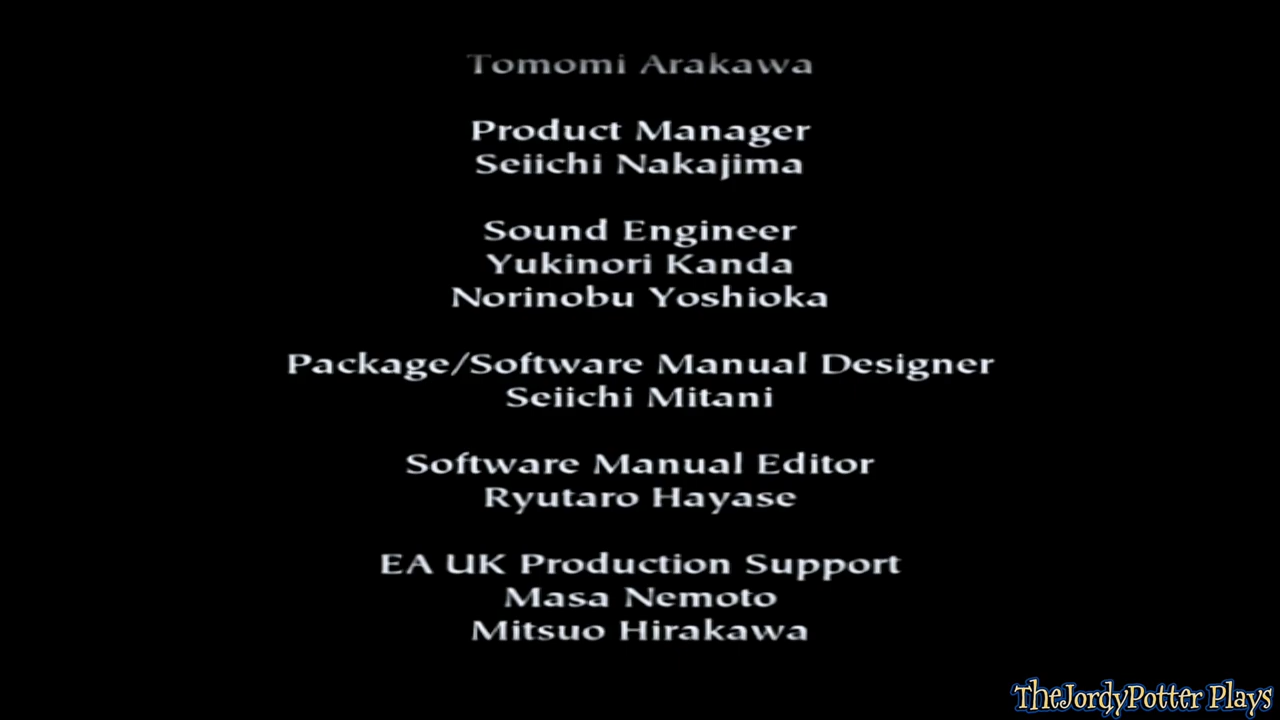 Tomomi Arakawa
Product Manager
Seiichi Nakajima
Sound Engineer
Yukinori Kanda
Norinobu Yoshioka
Package/Software Manual Designer
Seiichi Mitani
Software Manual Editor
Ryutaro Hayase
EA UK Production Support
Masa Nemoto
Mitsuo Hirakawa
TheJordyPotter Plays